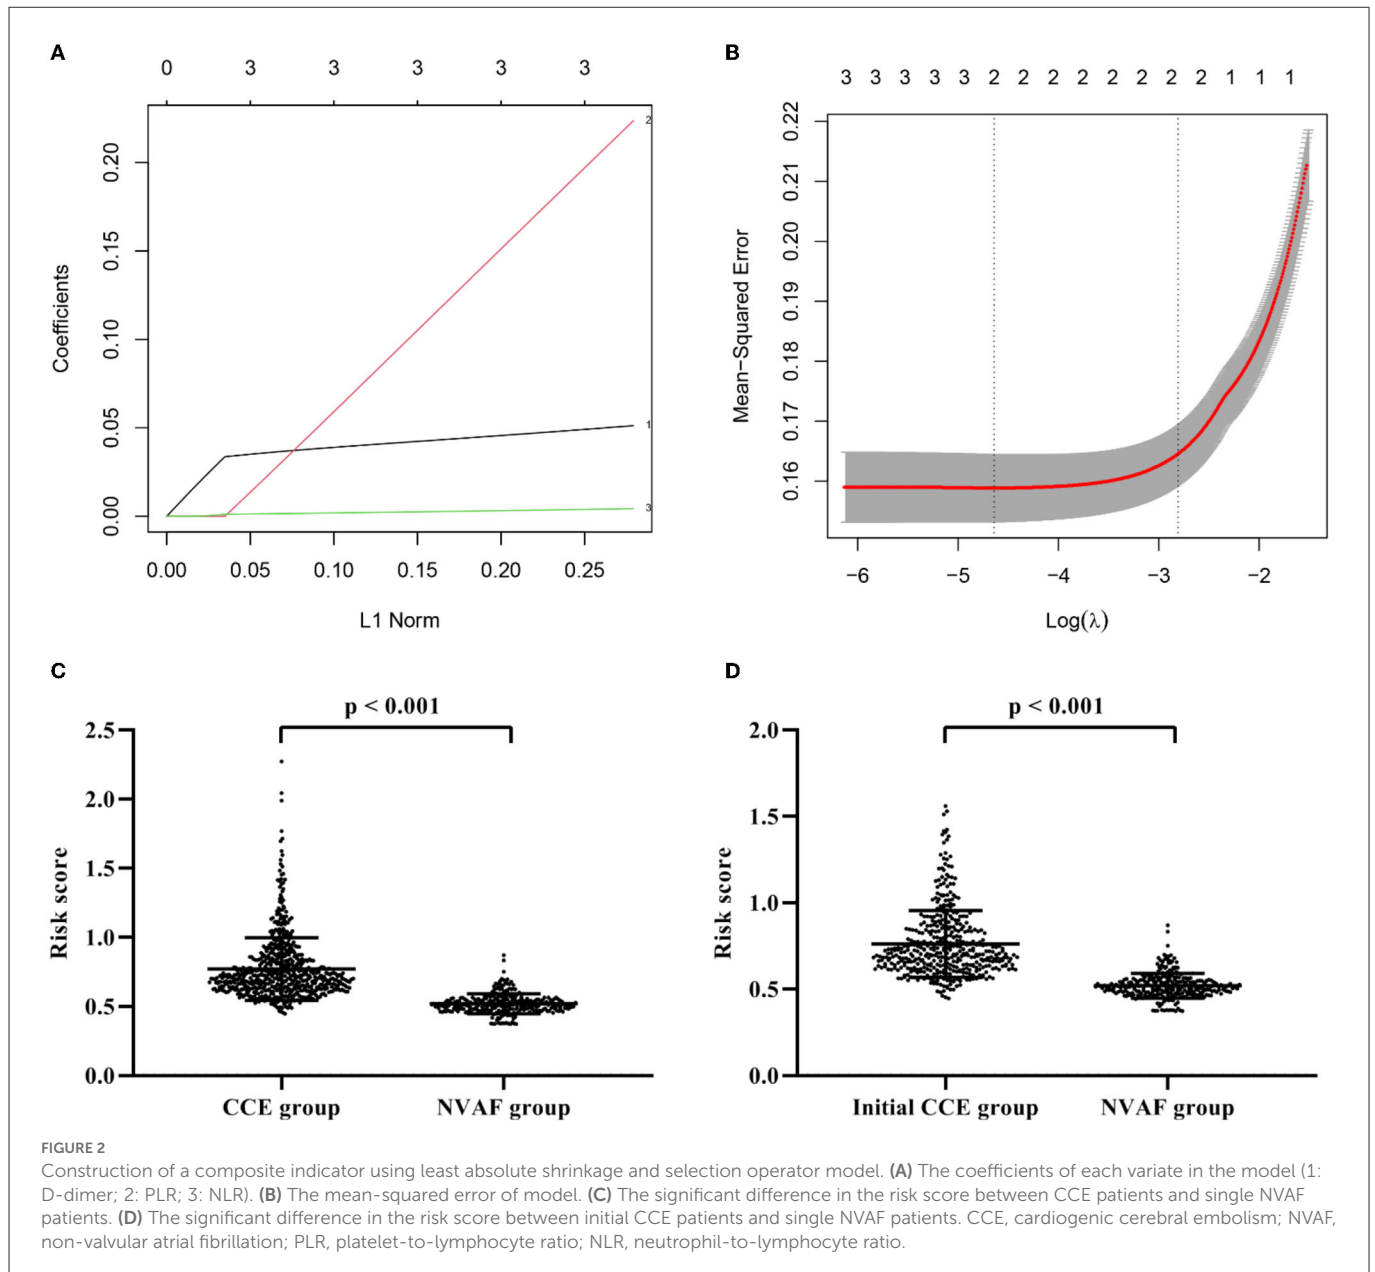 A
B
0 3 3 3 3 3
3 3 3 3 3 2 2 2 2 2 2 2 2 1 1 1
Coefficients
0.20
0.15
0.10
0.05
0.00
2
1
3
0.00 0.05 0.10 0.15 0.20 0.25
L1 Norm
Mean−Squared Error
0.22
0.21
0.20
0.19
0.18
0.17
0.16
−6 −5 −4 −3 −2
Log(λ)
C
D
p < 0.001
Risk score
2.5
2.0
1.5
1.0
0.5
0.0
CCE group NVAF group
p < 0.001
Risk score
2.0
1.5
1.0
0.5
0.0
Initial CCE group NVAF group
FIGURE 2
Construction of a composite indicator using least absolute shrinkage and selection operator model. (A) The coefficients of each variate in the model (1:
D-dimer; 2: PLR; 3: NLR). (B) The mean-squared error of model. (C) The significant difference in the risk score between CCE patients and single NVAF
patients. (D) The significant difference in the risk score between initial CCE patients and single NVAF patients. CCE, cardiogenic cerebral embolism; NVAF,
non-valvular atrial fibrillation; PLR, platelet-to-lymphocyte ratio; NLR, neutrophil-to-lymphocyte ratio.